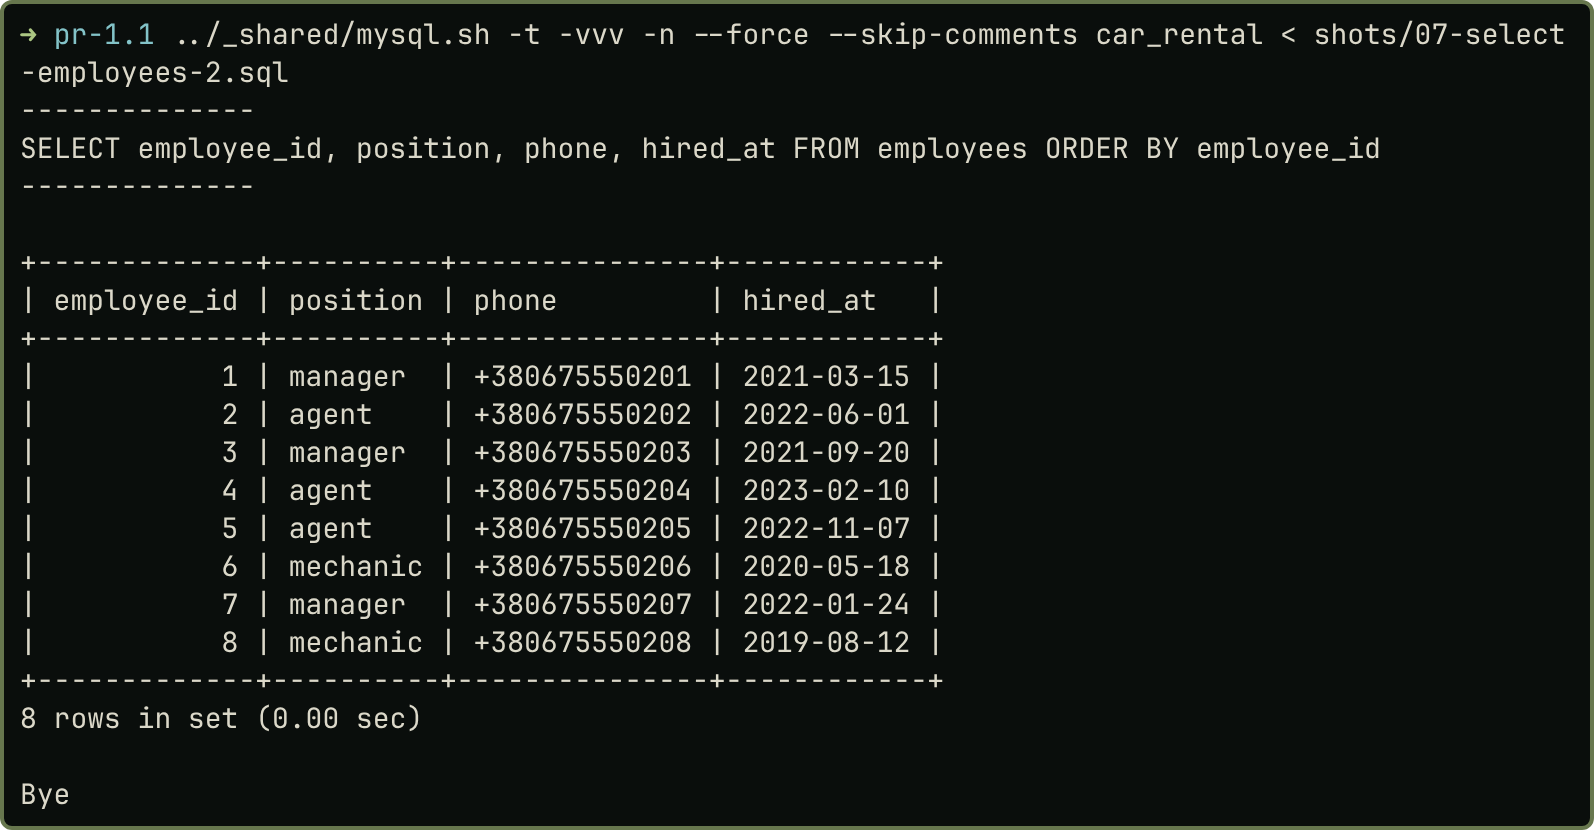 ➜ pr-1.1 ../_shared/mysql.sh -t -vvv -n --force --skip-comments car_rental < shots/07-select
-employees-2.sql
--------------
SELECT employee_id, position, phone, hired_at FROM employees ORDER BY employee_id
--------------

+-------------+----------+---------------+------------+
| employee_id | position | phone         | hired_at   |
+-------------+----------+---------------+------------+
|           1 | manager  | +380675550201 | 2021-03-15 |
|           2 | agent    | +380675550202 | 2022-06-01 |
|           3 | manager  | +380675550203 | 2021-09-20 |
|           4 | agent    | +380675550204 | 2023-02-10 |
|           5 | agent    | +380675550205 | 2022-11-07 |
|           6 | mechanic | +380675550206 | 2020-05-18 |
|           7 | manager  | +380675550207 | 2022-01-24 |
|           8 | mechanic | +380675550208 | 2019-08-12 |
+-------------+----------+---------------+------------+
8 rows in set (0.00 sec)

Bye